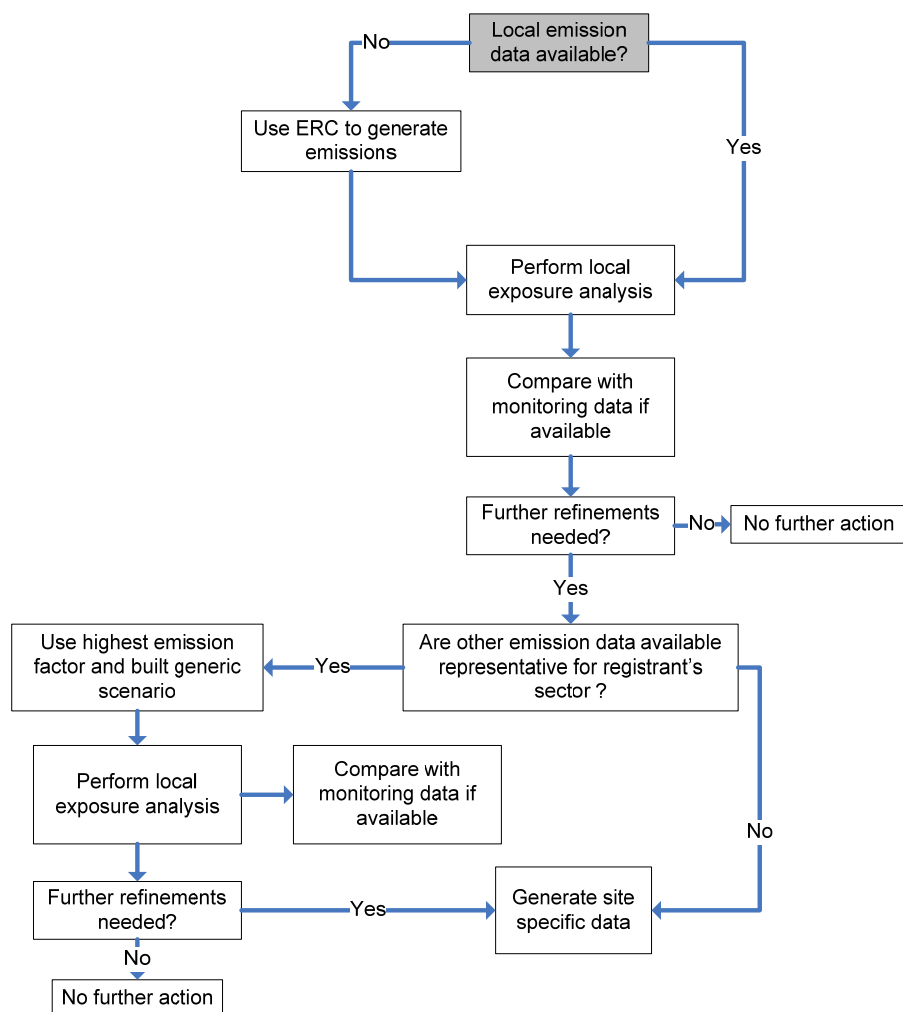 Local emission
data available?
No
Yes
Use ERC to generate
emissions
Perform local
exposure analysis
Compare with
monitoring data if
available
Further refinements
needed?
No
No further action
Yes
Are other emission data available
representative for registrant's
sector ?
Yes
No
Use highest emission
factor and built generic
scenario
Perform local
exposure analysis
Compare with
monitoring data if
available
Further refinements
needed?
Yes
Generate site
specific data
No
No further action